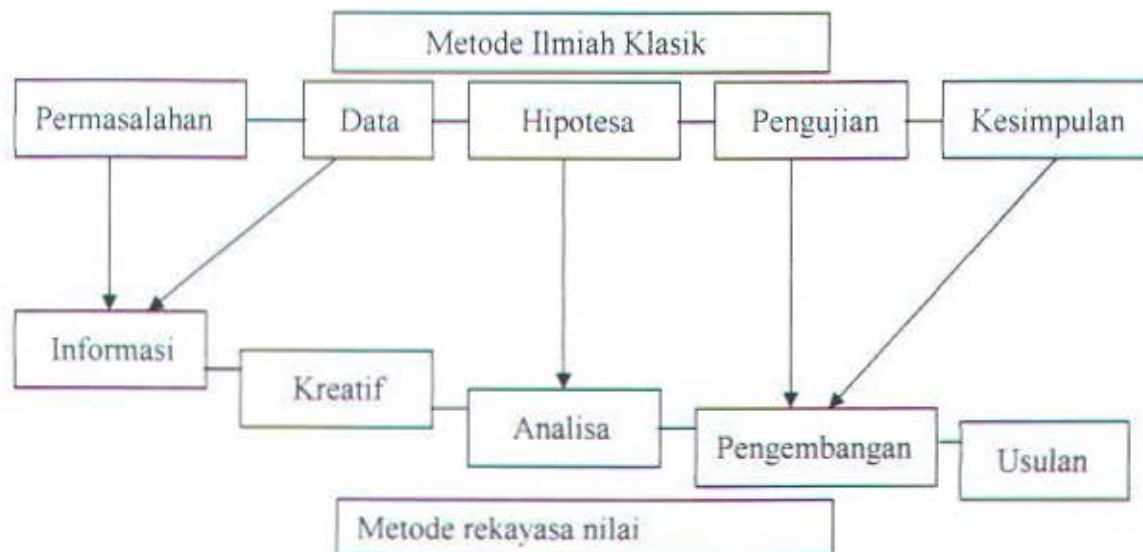 Metode Ilmiah Klasik
Permasalahan
Data
Hipotesa
Pengujian
Kesimpulan
Informasi
Kreatif
Analisa
Pengembangan
Usulan
Metode rekayasa nilai